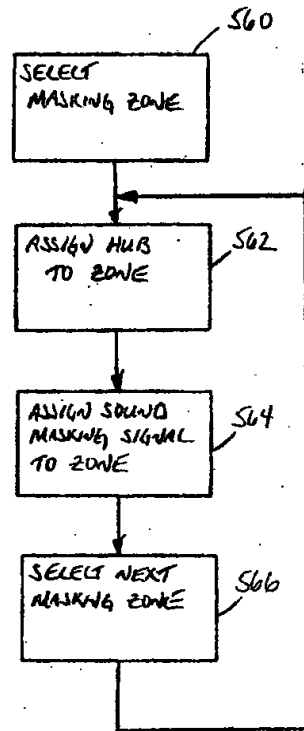 560
SELECT
MASKING ZONE
562
ASSIGN HUB
TO ZONE
564
ASSIGN SOUND
MASKING SIGNAL
TO ZONE
566
SELECT NEXT
MASKING ZONE